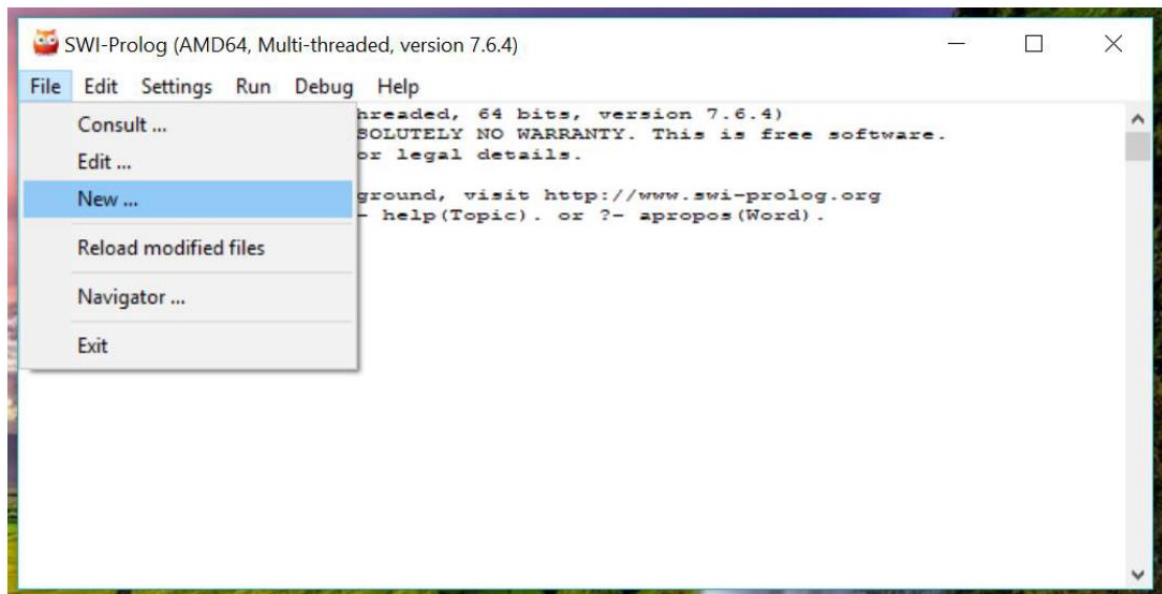 SWI-Prolog (AMD64, Multi-threaded, version 7.6.4)
File Edit Settings Run Debug Help
Consult ...
Edit ...
New ...
Reload modified files
Navigator ...
Exit
hreaded, 64 bits, version 7.6.4)
SOLUTELY NO WARRANTY. This is free software.
or legal details.
ground, visit http://www.swi-prolog.org
- help(Topic). or ?- apropos(Word).